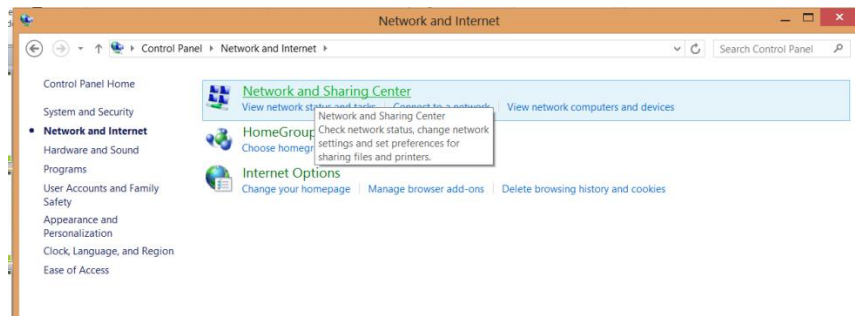 Network and Internet
Control Panel Network and Internet
Search Control Panel
Control Panel Home
System and Security
Network and Internet
Hardware and Sound
Programs
User Accounts and Family
Safety
Appearance and
Personalization
Clock, Language, and Region
Ease of Access
Network and Sharing Center
View network status and tasks Connect to a network View network computers and devices
Network and Sharing Center
Check network status, change network
settings and set preferences for
sharing files and printers.
HomeGroup
Choose
Internet Options
Change your homepage Manage browser add-ons Delete browsing history and cookies